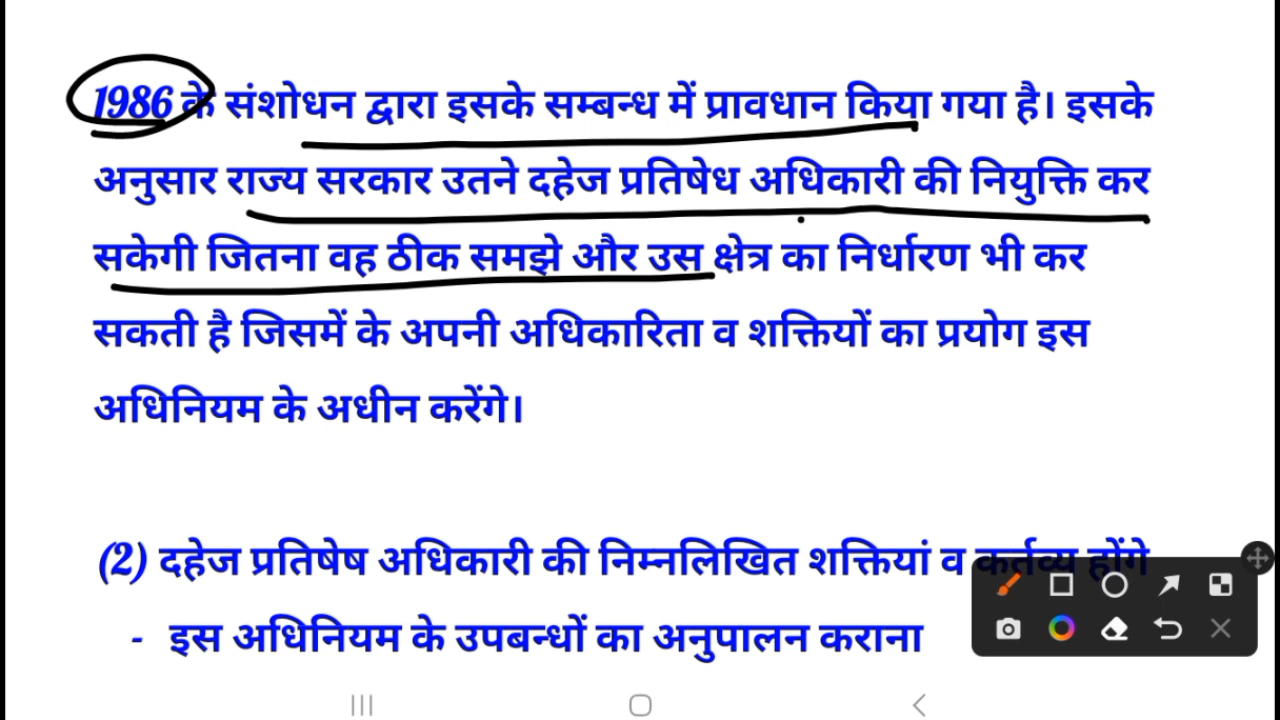 1986 के संशोधन द्वारा इसके सम्बन्ध में प्रावधान किया गया है। इसके
अनुसार राज्य सरकार उतने दहेज प्रतिषेध अधिकारी की नियुक्ति कर
सकेगी जितना वह ठीक समझे और उस क्षेत्र का निर्धारण भी कर
सकती है जिसमें के अपनी अधिकारिता व शक्तियों का प्रयोग इस
अधिनियम के अधीन करेंगे।
(2) दहेज प्रतिषेष अधिकारी की निम्नलिखित शक्तियां व कर्तव्य होंगे
- इस अधिनियम के उपबन्धों का अनुपालन कराना